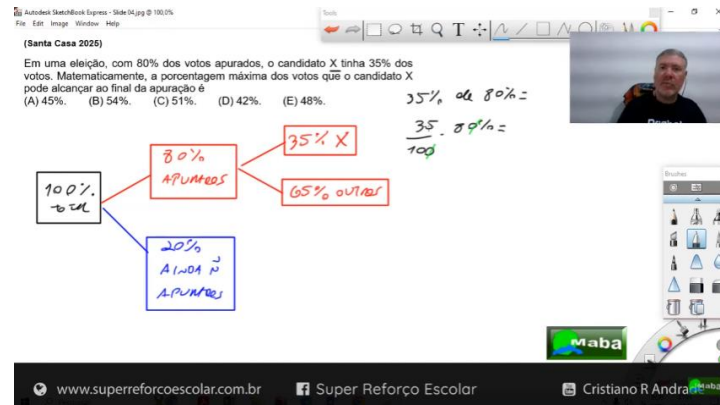 Autodesk SketchBook Express - Slide 04.jpg @ 100,0%
File Edit Image Window Help
Tools
(Santa Casa 2025)
Em uma eleição, com 80% dos votos apurados, o candidato X tinha 35% dos
votos. Matematicamente, a porcentagem máxima dos votos que o candidato X
pode alcançar ao final da apuração é
(A) 45%. (B) 54%. (C) 51%. (D) 42%. (E) 48%.
35% de 80% =
35 . 80% =
100
100%
TOTAL
80%
APURADOS
35% X
65% OUTROS
20%
AINDA Ñ
APURADOS
Brushes
Maba
www.superreforcoescolar.com.br
Super Reforço Escolar
Cristiano R Andrade
Maba